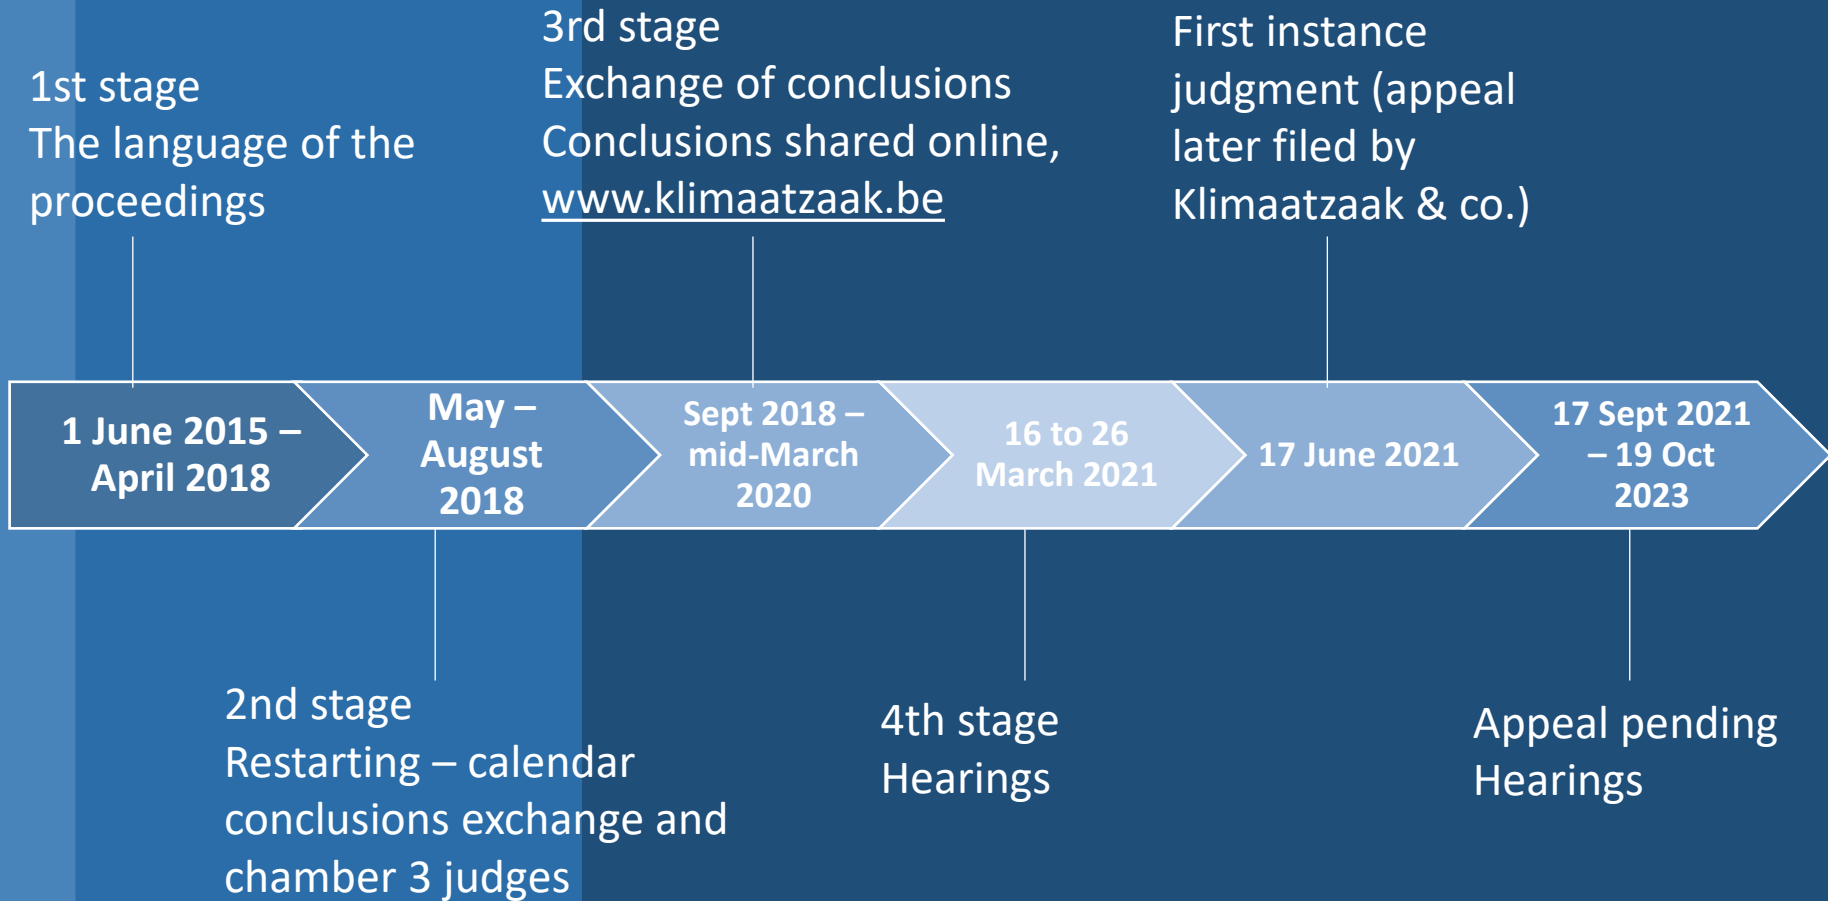 1st stage
The language of the
proceedings
3rd stage
Exchange of conclusions
Conclusions shared online,
www.klimaatzaak.be
First instance
judgment (appeal
later filed by
Klimaatzaak & co.)
1 June 2015 –
April 2018
May –
August
2018
Sept 2018 –
mid-March
2020
16 to 26
March 2021
17 June 2021
17 Sept 2021
– 19 Oct
2023
2nd stage
Restarting – calendar
conclusions exchange and
chamber 3 judges
4th stage
Hearings
Appeal pending
Hearings